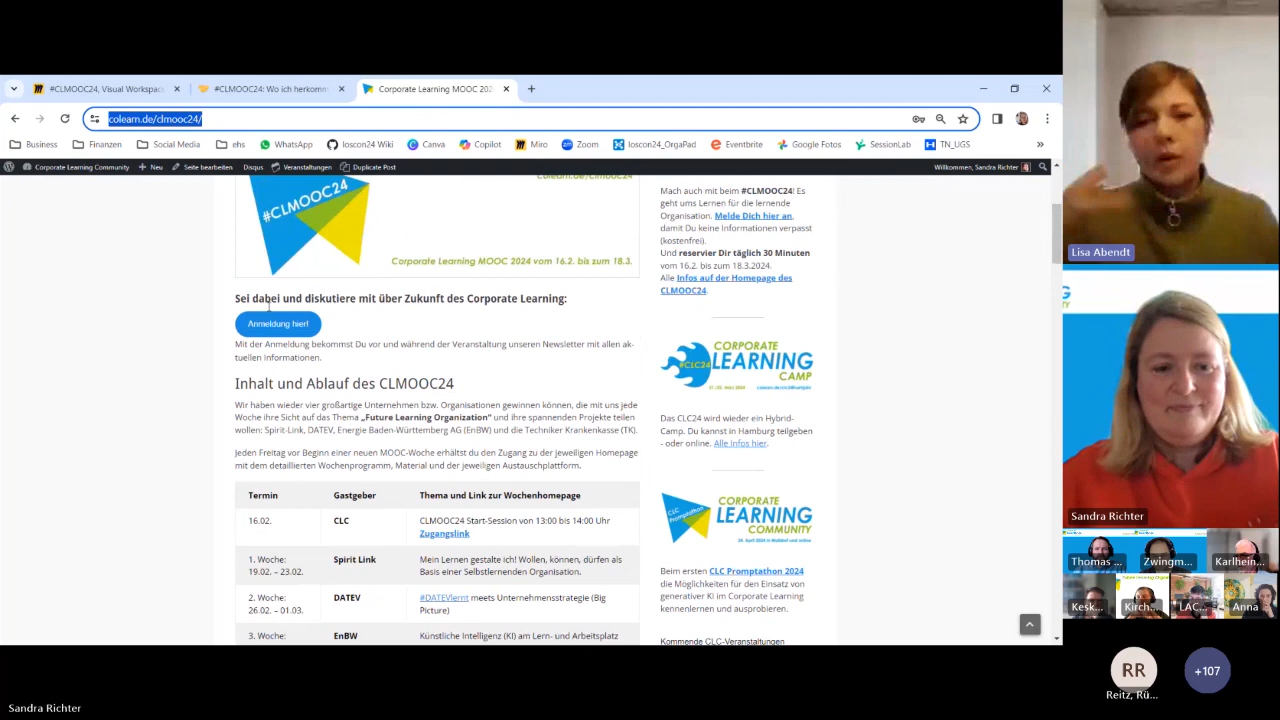 #CLMOOC24, Visual Workspac
#CLMOOC24: Wo ich herkomm
Corporate Learning MOOC 202
colearn.de/clmooc24/
Business
Finanzen
Social Media
ehs
WhatsApp
loscon24 Wiki
Copilot
Canva
Miro
Zoom
loscon24_OrgaPad
Eventbrite
Google Fotos
SessionLab
TN_UGS
Corporate Learning Community
Neu
Seite bearbeiten
Disqus
Veranstaltungen
Duplicate Post
Willkommen, Sandra Richter
#CLMOOC24
colearn.de/clmooc24
Corporate Learning MOOC 2024 vom 16.2. bis zum 18.3.
Sei dabei und diskutiere mit über Zukunft des Corporate Learning:
Anmeldung hier!
Mit der Anmeldung bekommst Du vor und während der Veranstaltung unseren Newsletter mit allen ak-
tuellen Informationen.
Inhalt und Ablauf des CLMOOC24
Wir haben wieder vier großartige Unternehmen bzw. Organisationen gewinnen können, die mit uns jede
Woche ihre Sicht auf das Thema „Future Learning Organization" und ihre spannenden Projekte teilen
wollen: Spirit-Link, DATEV, Energie Baden-Württemberg AG (EnBW) und die Techniker Krankenkasse (TK).
Jeden Freitag vor Beginn einer neuen MOOC-Woche erhältst du den Zugang zu der jeweiligen Homepage
mit dem detaillierten Wochenprogramm, Material und der jeweiligen Austauschplattform.
Termin Gastgeber Thema und Link zur Wochenhomepage
16.02. CLC CLMOOC24 Start-Session von 13:00 bis 14:00 Uhr
Zugangslink
1. Woche: Spirit Link Mein Lernen gestalte ich! Wollen, können, dürfen als
19.02. – 23.02. Basis einer Selbstlernenden Organisation.
2. Woche: DATEV #DATEVlernt meets Unternehmensstrategie (Big
26.02. – 01.03. Picture)
3. Woche: EnBW Künstliche Intelligenz (KI) am Lern- und Arbeitsplatz
Mach auch mit beim #CLMOOC24! Es
geht ums Lernen für die lernende
Organisation. Melde Dich hier an,
damit Du keine Informationen verpasst
(kostenfrei).
Und reservier Dir täglich 30 Minuten
vom 16.2. bis zum 18.3.2024.
Alle Infos auf der Homepage des
CLMOOC24.
#CLC24
CORPORATE
LEARNING
CAMP
Das CLC24 wird wieder ein Hybrid-
Camp. Du kannst in Hamburg teilgeben
- oder online. Alle infos hier.
CLC
Promptathon
CORPORATE
LEARNING
COMMUNITY
Beim ersten CLC Promptathon 2024
die Möglichkeiten für den Einsatz von
generativer KI im Corporate Learning
kennenlernen und ausprobieren.
Kommende CLC-Veranstaltungen
Lisa Abendt
Sandra Richter
Thomas ...
Zwingm...
Karlhein...
Kesk...
Kirch...
LAC...
Anna
RR
Reitz, Rü...
+107
Sandra Richter